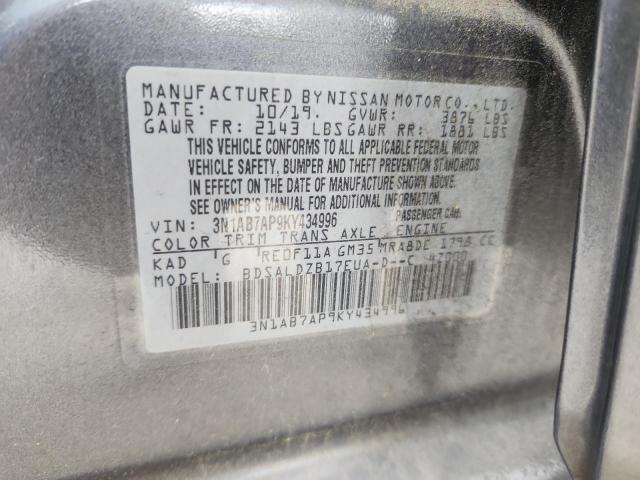 MANUFACTURED BY NISSAN MOTOR CO., LTD.
DATE: 10/19. GVWR: 3876 LBS
GAWR FR: 2143 LBS GAWR RR: 1881 LBS
THIS VEHICLE CONFORMS TO ALL APPLICABLE FEDERAL MOTOR
VEHICLE SAFETY, BUMPER AND THEFT PREVENTION STANDARDS
IN EFFECT ON THE DATE OF MANUFACTURE SHOWN ABOVE.
SEE OWNER'S MANUAL FOR ADDITIONAL INFORMATION.
VIN: 3N1AB7AP9KY434996 PASSENGER CAR
COLOR TRIM TRANS AXLE ENGINE
KAD G RE0F11A GM35 MRA8DE 1798 CC
MODEL: BDSALDZB17EUA-D--C
3N1AB7AP9KY434996